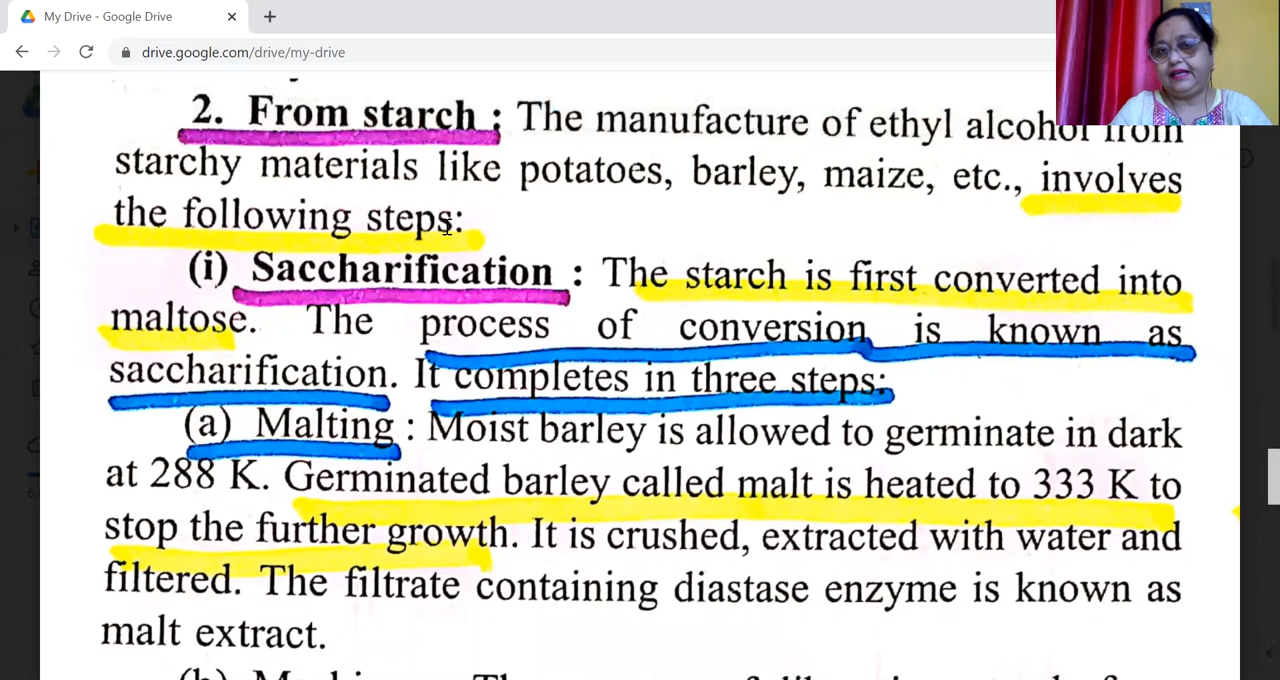 My Drive - Google Drive
drive.google.com/drive/my-drive
2. From starch : The manufacture of ethyl alcohol from
starchy materials like potatoes, barley, maize, etc., involves
the following steps:
(i) Saccharification : The starch is first converted into
maltose. The process of conversion is known as
saccharification. It completes in three steps:
(a) Malting : Moist barley is allowed to germinate in dark
at 288 K. Germinated barley called malt is heated to 333 K to
stop the further growth. It is crushed, extracted with water and
filtered. The filtrate containing diastase enzyme is known as
malt extract.